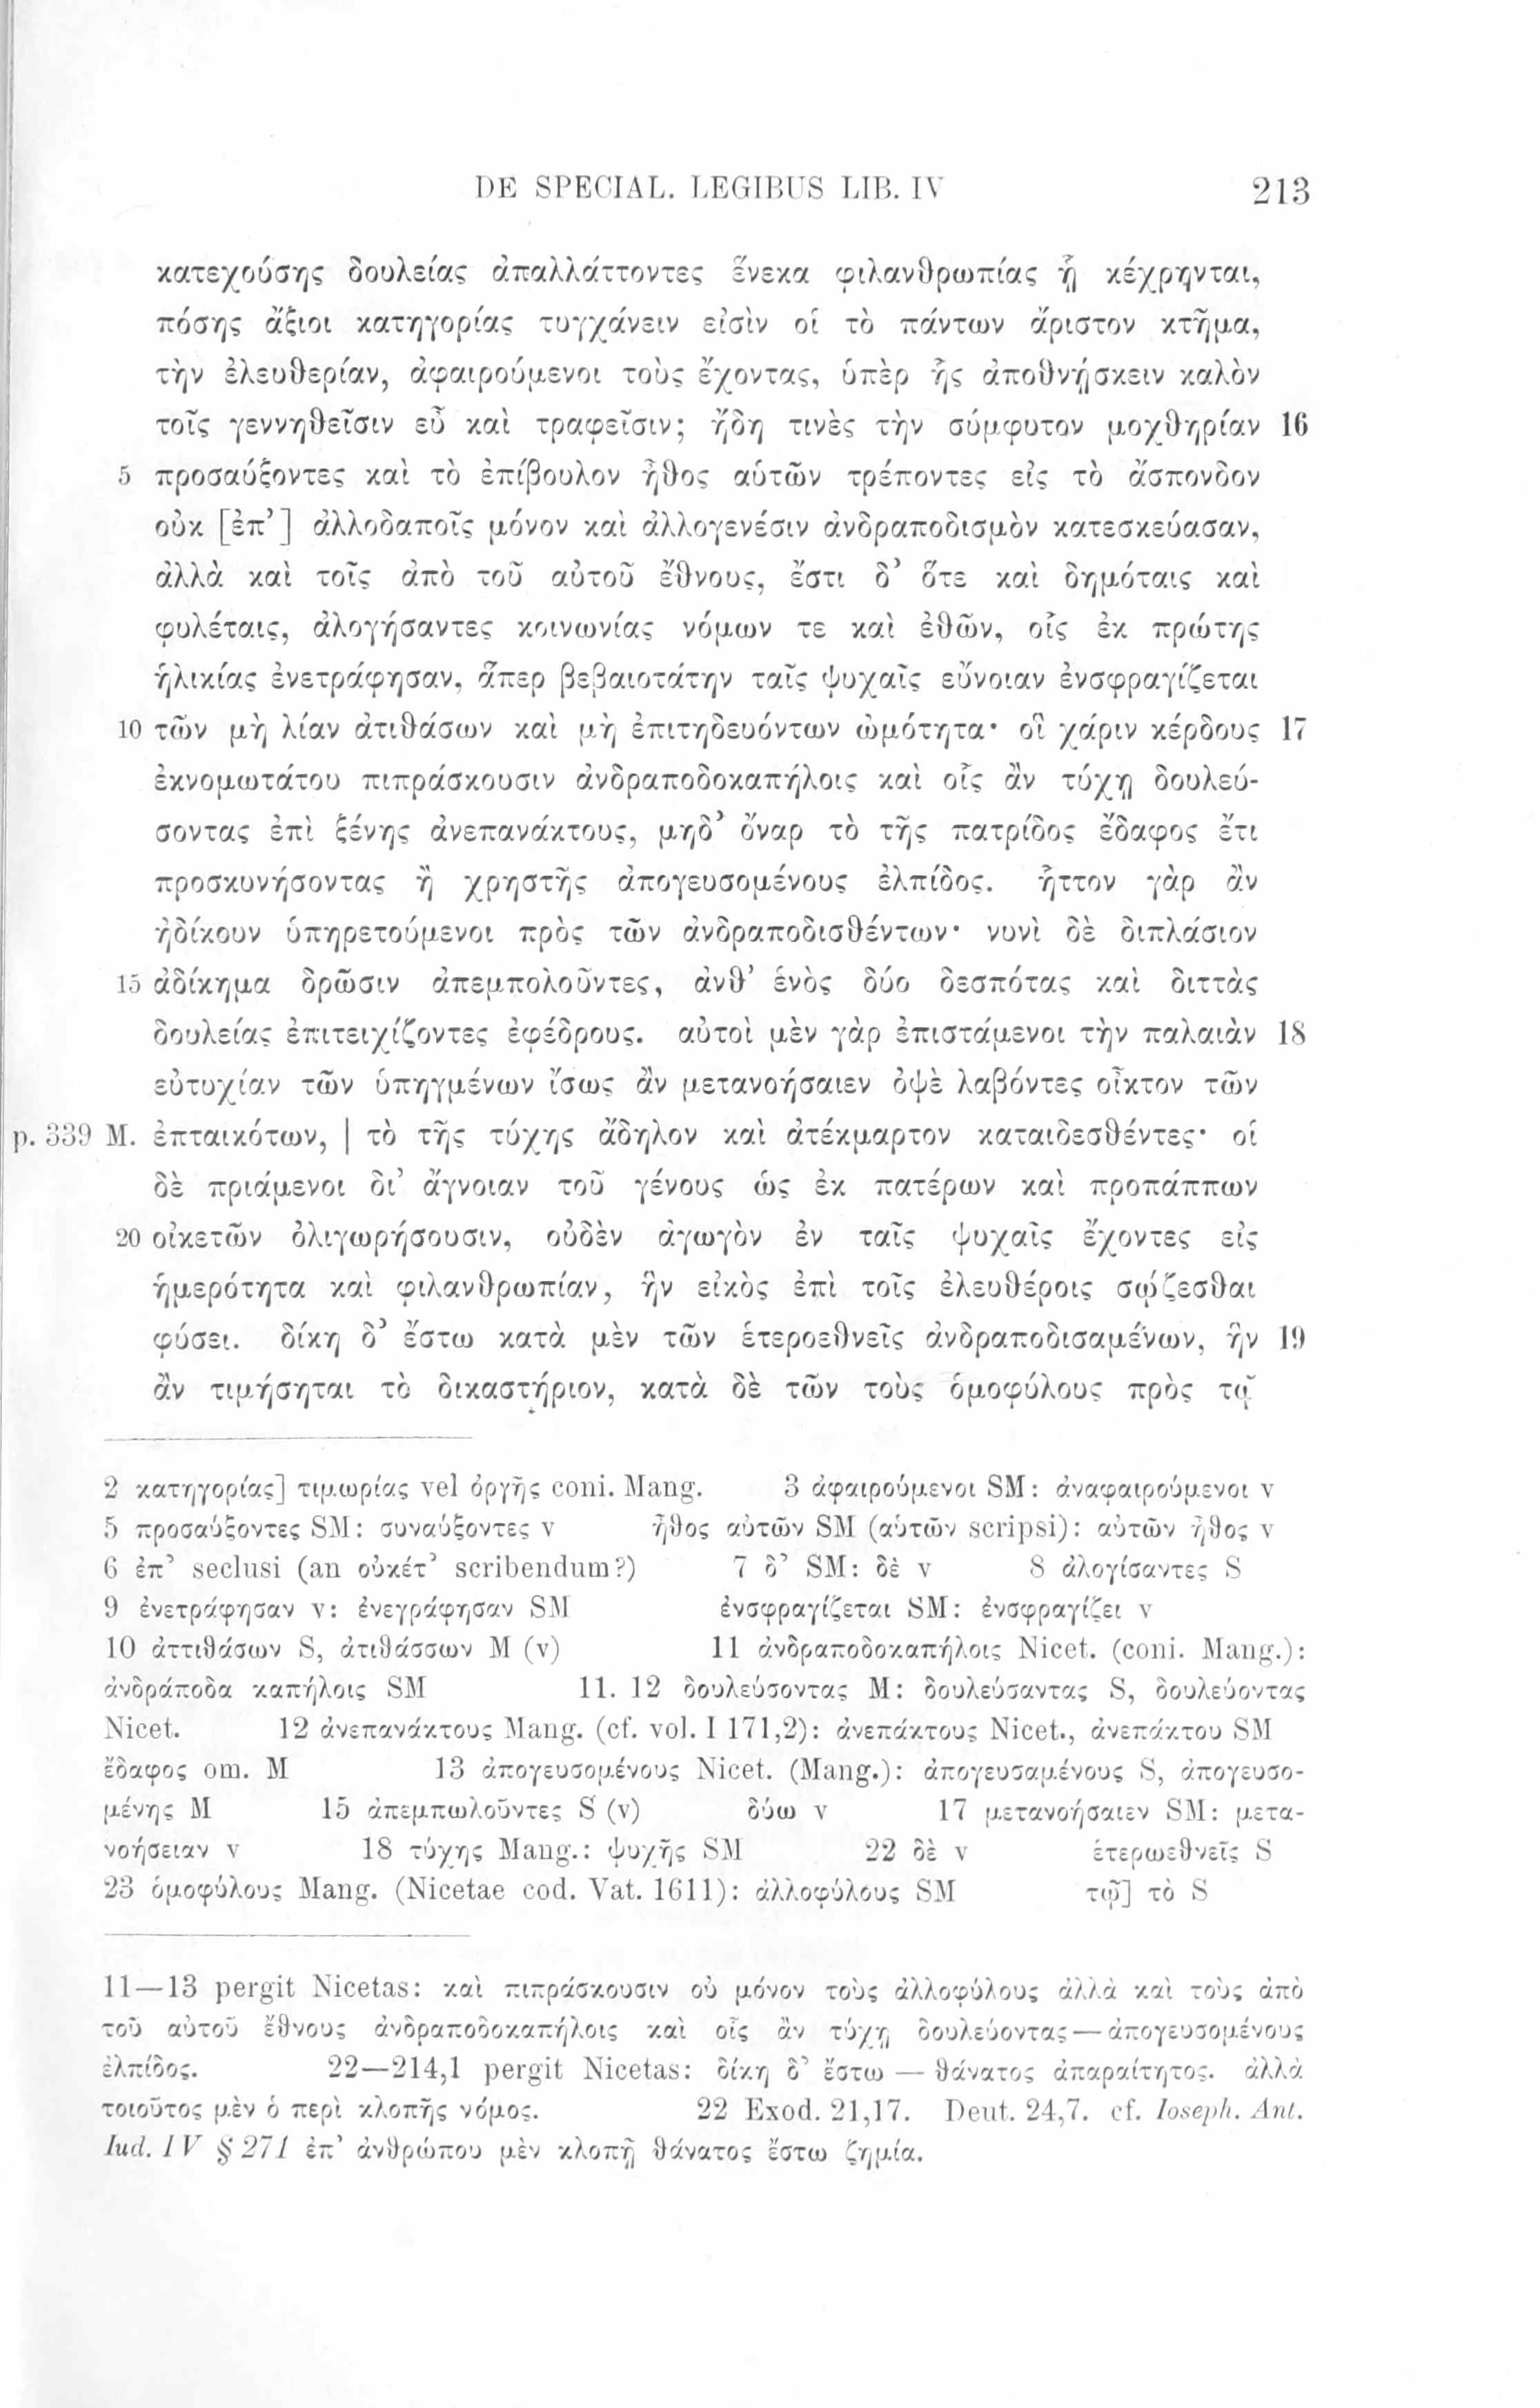 DE SPECIAL. LEGIBUS LIB. IV 213
κατεχούσης δουλείας ἀπαλλάττοντες ἕνεκα φιλανθρωπίας ᾗ κέχρηνται,
πόσης ἄξιοι κατηγορίας τυγχάνειν εἰσὶν οἱ τὸ πάντων ἄριστον κτῆμα,
τὴν ἐλευθερίαν, ἀφαιρούμενοι τοὺς ἔχοντας, ὑπὲρ ἧς ἀποθνῄσκειν καλὸν
τοῖς γεννηθεῖσιν εὖ καὶ τραφεῖσιν; ἤδη τινὲς τὴν σύμφυτον μοχθηρίαν 16
5 προσαύξοντες καὶ τὸ ἐπίβουλον ἦθος αὑτῶν τρέποντες εἰς τὸ ἄσπονδον
οὐκ [ἐπ’] ἀλλοδαποῖς μόνον καὶ ἀλλογενέσιν ἀνδραποδισμὸν κατεσκεύασαν,
ἀλλὰ καὶ τοῖς ἀπὸ τοῦ αὐτοῦ ἔθνους, ἔστι δ’ ὅτε καὶ δημόταις καὶ
φυλέταις, ἀλογήσαντες κοινωνίας νόμων τε καὶ ἐθῶν, οἷς ἐκ πρώτης
ἡλικίας ἐνετράφησαν, ἅπερ βεβαιοτάτην ταῖς ψυχαῖς εὔνοιαν ἐνσφραγίζεται
10 τῶν μὴ λίαν ἀτιθάσων καὶ μὴ ἐπιτηδευόντων ὠμότητα· οἳ χάριν κέρδους 17
ἐκνομωτάτου πιπράσκουσιν ἀνδραποδοκαπήλοις καὶ οἷς ἂν τύχῃ δουλεύ-
σοντας ἐπὶ ξένης ἀνεπανάκτους, μηδ’ ὄναρ τὸ τῆς πατρίδος ἔδαφος ἔτι
προσκυνήσοντας ἢ χρηστῆς ἀπογευσομένους ἐλπίδος. ἧττον γὰρ ἂν
ἠδίκουν ὑπηρετούμενοι πρὸς τῶν ἀνδραποδισθέντων· νυνὶ δὲ διπλάσιον
15 ἀδίκημα δρῶσιν ἀπεμπολοῦντες, ἀνθ’ ἑνὸς δύο δεσπότας καὶ διττὰς
δουλείας ἐπιτειχίζοντες ἐφέδρους. αὐτοὶ μὲν γὰρ ἐπιστάμενοι τὴν παλαιὰν 18
εὐτυχίαν τῶν ὑπηγμένων ἴσως ἂν μετανοήσαιεν ὀψὲ λαβόντες οἶκτον τῶν
p. 339 M. ἐπταικότων, | τὸ τῆς τύχης ἄδηλον καὶ ἀτέκμαρτον καταιδεσθέντες· οἱ
δὲ πριάμενοι δι’ ἄγνοιαν τοῦ γένους ὡς ἐκ πατέρων καὶ προπάππων
20 οἰκετῶν ὀλιγωρήσουσιν, οὐδὲν ἀγωγὸν ἐν ταῖς ψυχαῖς ἔχοντες εἰς
ἡμερότητα καὶ φιλανθρωπίαν, ἣν εἰκὸς ἐπὶ τοῖς ἐλευθέροις σῴζεσθαι
φύσει. δίκη δ’ ἔστω κατὰ μὲν τῶν ἑτεροεθνεῖς ἀνδραποδισαμένων, ἣν 19
ἂν τιμήσηται τὸ δικαστήριον, κατὰ δὲ τῶν τοὺς ὁμοφύλους πρὸς τῷ
2 κατηγορίας] τιμωρίας vel ὀργῆς coni. Mang. 3 ἀφαιρούμενοι SM: ἀναφαιρούμενοι v
5 προσαύξοντες SM: συναύξοντες v ἦθος αὐτῶν SM (αὑτῶν scripsi): αὐτῶν ἦθος v
6 ἐπ’ seclusi (an οὐκέτ’ scribendum?) 7 δ’ SM: δὲ v 8 ἀλογίσαντες S
9 ἐνετράφησαν v: ἐνεγράφησαν SM ἐνσφραγίζεται SM: ἐνσφραγίζει v
10 ἀττιθάσων S, ἀτιθάσσων M (v) 11 ἀνδραποδοκαπήλοις Nicet. (coni. Mang.):
ἀνδράποδα καπήλοις SM 11. 12 δουλεύσοντας M: δουλεύσαντας S, δουλεύοντας
Nicet. 12 ἀνεπανάκτους Mang. (cf. vol. I 171,2): ἀνεπάκτους Nicet., ἀνεπάκτου SM
ἔδαφος om. M 13 ἀπογευσομένους Nicet. (Mang.): ἀπογευσαμένους S, ἀπογευσο-
μένης M 15 ἀπεμπωλοῦντες S (v) δύω v 17 μετανοήσαιεν SM: μετα-
νοήσειαν v 18 τύχης Mang.: ψυχῆς SM 22 δὲ v ἑτερωεθνεῖς S
23 ὁμοφύλους Mang. (Nicetae cod. Vat. 1611): ἀλλοφύλους SM τῷ] τὸ S
11—13 pergit Nicetas: καὶ πιπράσκουσιν οὐ μόνον τοὺς ἀλλοφύλους ἀλλὰ καὶ τοὺς ἀπὸ
τοῦ αὐτοῦ ἔθνους ἀνδραποδοκαπήλοις καὶ οἷς ἂν τύχῃ δουλεύοντας — ἀπογευσομένους
ἐλπίδος. 22—214,1 pergit Nicetas: δίκη δ’ ἔστω — θάνατος ἀπαραίτητος. ἀλλὰ
τοιοῦτος μὲν ὁ περὶ κλοπῆς νόμος. 22 Exod. 21,17. Deut. 24,7. cf. Ioseph. Ant.
Iud. IV § 271 ἐπ’ ἀνθρώπου μὲν κλοπῇ θάνατος ἔστω ζημία.